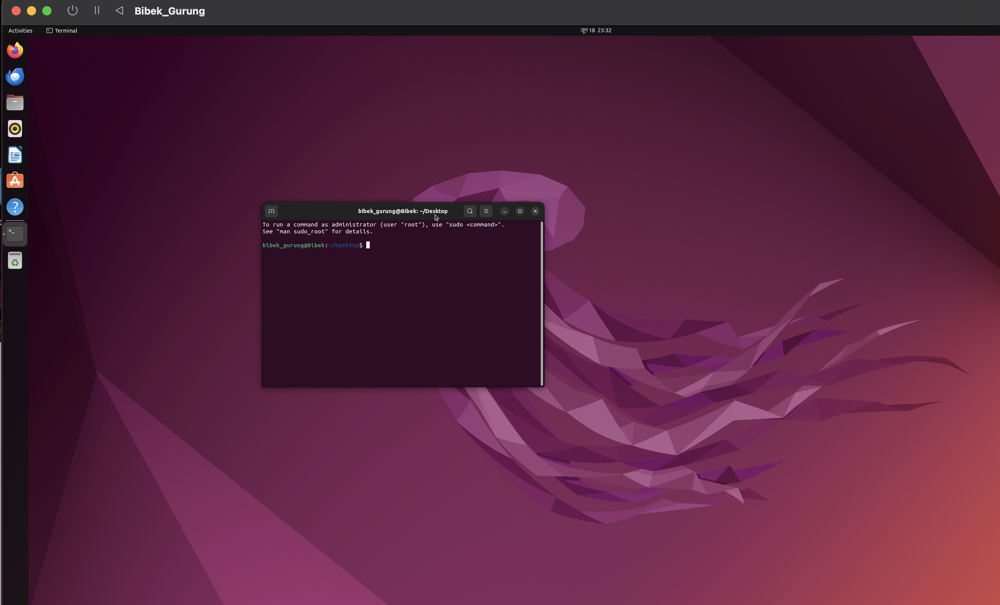 Bibek_Gurung
Activities Terminal जून 18 23:32
bibek_gurung@Bibek: ~/Desktop
To run a command as administrator (user "root"), use "sudo <command>".
See "man sudo_root" for details.
bibek_gurung@Bibek:~/Desktop$